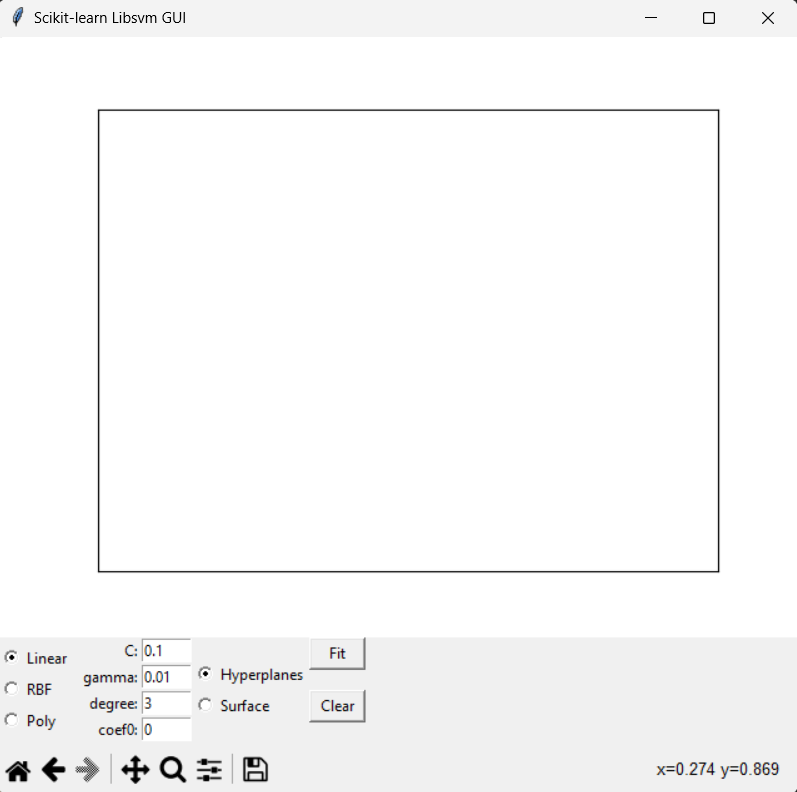 Scikit-learn Libsvm GUI
Linear
RBF
Poly
C: 0.1
gamma: 0.01
degree: 3
coef0: 0
Hyperplanes
Surface
Fit
Clear
x=0.274 y=0.869